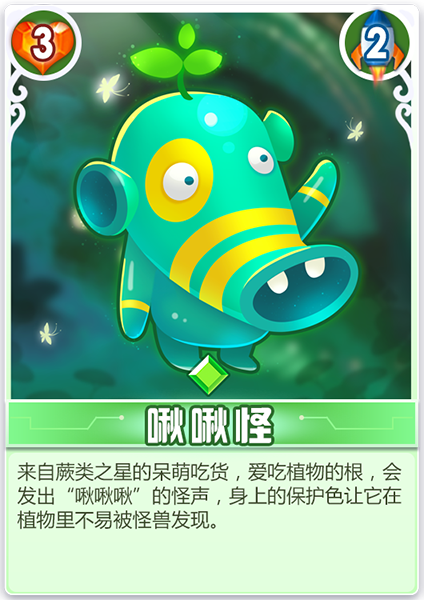 3
2
啾啾怪
来自蕨类之星的呆萌吃货，爱吃植物的根，会
发出“啾啾啾”的怪声，身上的保护色让它在
植物里不易被怪兽发现。